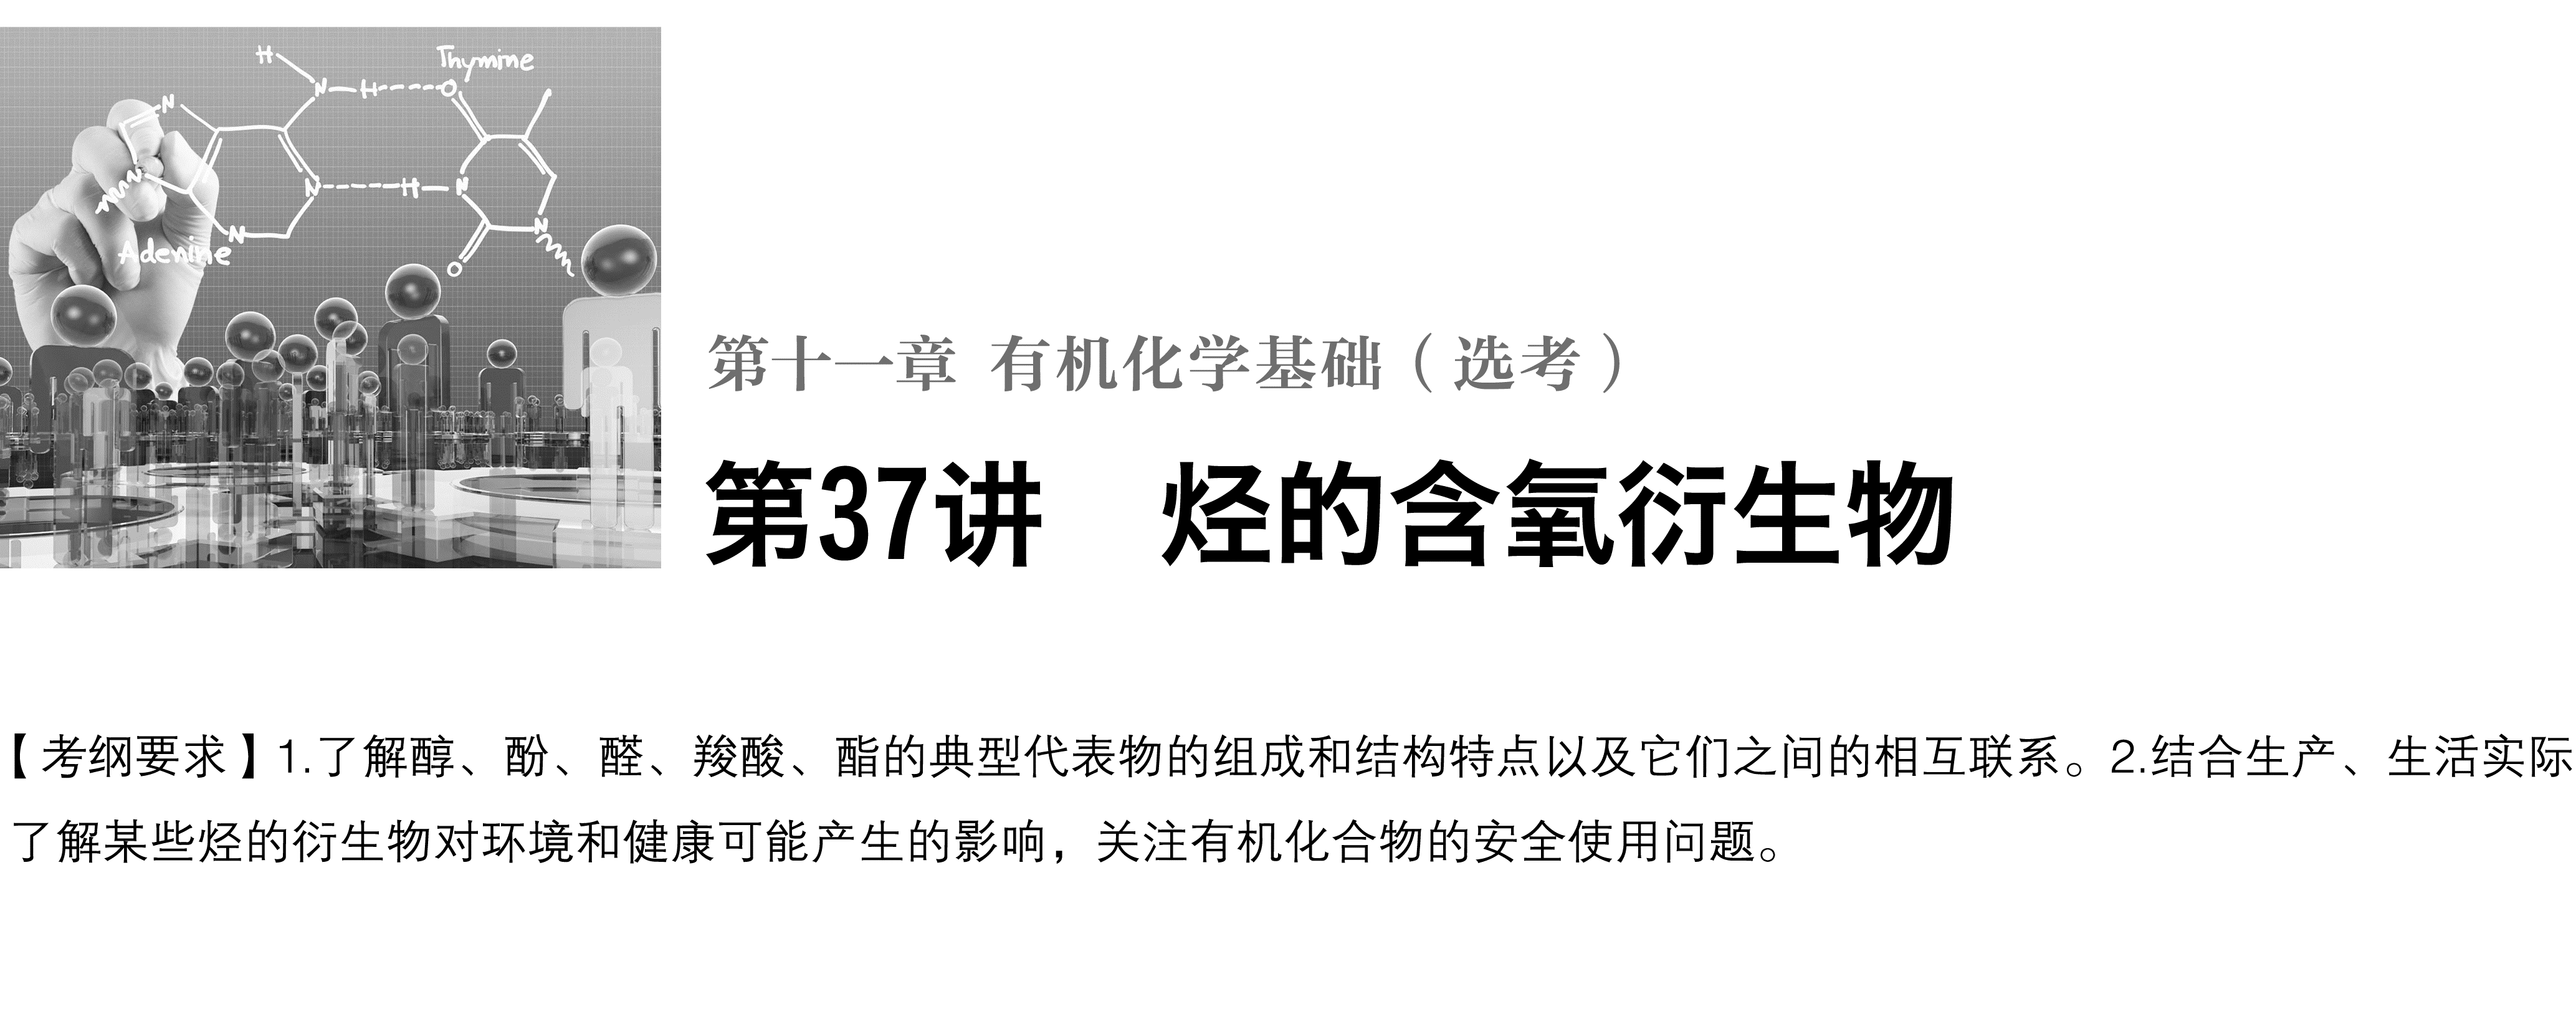 Thymine
H
N H O
N
N H N
N
N
N
O
Adenine
第十一章 有机化学基础（选考）
第37讲 烃的含氧衍生物
【考纲要求】1.了解醇、酚、醛、羧酸、酯的典型代表物的组成和结构特点以及它们之间的相互联系。2.结合生产、生活实际
了解某些烃的衍生物对环境和健康可能产生的影响，关注有机化合物的安全使用问题。